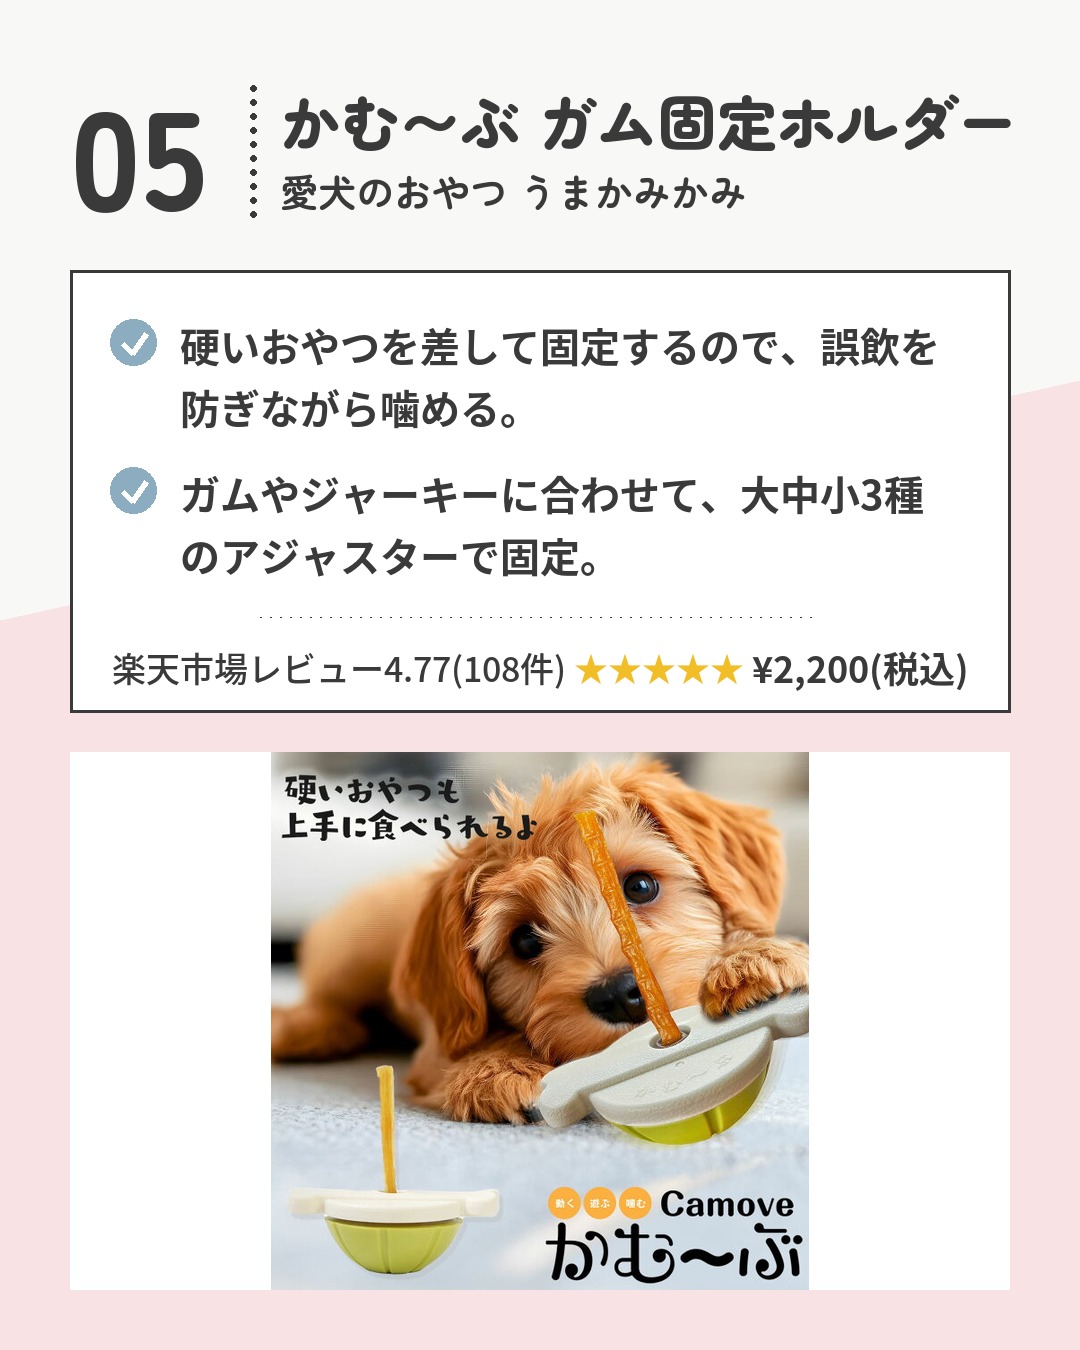 05
かむ〜ぶ ガム固定ホルダー
愛犬のおやつ うまかみかみ
硬いおやつを差して固定するので、誤飲を
防ぎながら噛める。
ガムやジャーキーに合わせて、大中小3種
のアジャスターで固定。
楽天市場レビュー4.77(108件) ★★★★★ ¥2,200(税込)
硬いおやつも
上手に食べられるよ
動く 遊ぶ 噛む Camove
かむ〜ぶ